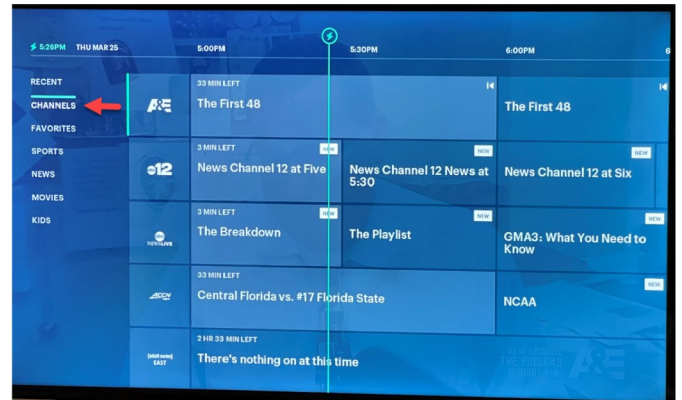 5:26PM THU MAR 25
5:00PM
5:30PM
6:00PM
6
RECENT
CHANNELS
FAVORITES
SPORTS
NEWS
MOVIES
KIDS
A&E
33 MIN LEFT
The First 48
The First 48
abc12
3 MIN LEFT
NEW
News Channel 12 at Five
NEW
News Channel 12 News at
5:30
NEW
News Channel 12 at Six
abc
NEWS LIVE
3 MIN LEFT
NEW
The Breakdown
NEW
The Playlist
NEW
GMA3: What You Need to
Know
ACCN
33 MIN LEFT
Central Florida vs. #17 Florida State
NEW
NCAA
[adult swim]
EAST
2 HR 33 MIN LEFT
There's nothing on at this time
A&E